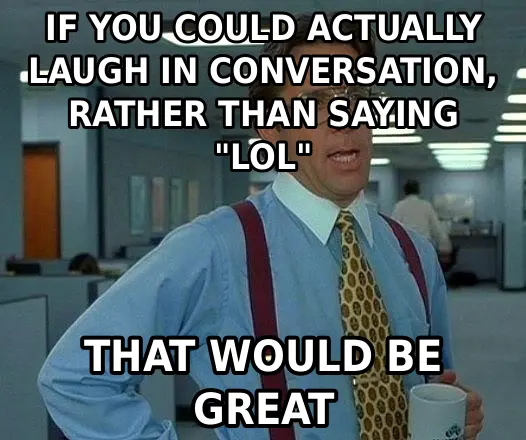 IF YOU COULD ACTUALLY
LAUGH IN CONVERSATION,
RATHER THAN SAYING
"LOL"
THAT WOULD BE
GREAT